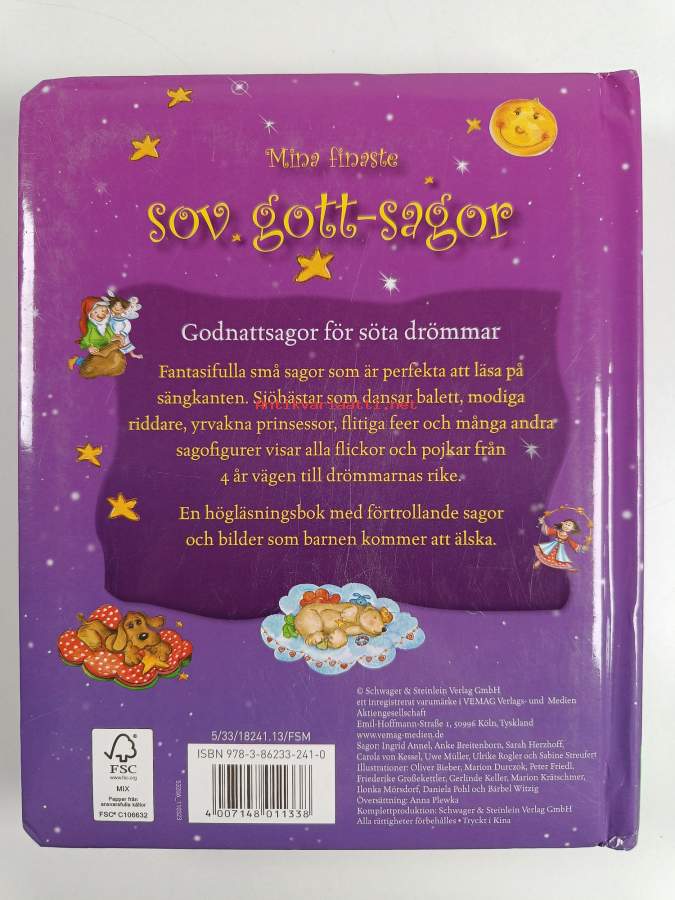 Mina finaste
sov gott-sagor
Godnattsagor för söta drömmar
Fantasifulla små sagor som är perfekta att läsa på
sängkanten. Sjöhästar som dansar balett, modiga
antikvariaatti.net
riddare, yrvakna prinsessor, flitiga feer och många andra
sagofigurer visar alla flickor och pojkar från
4 år vägen till drömmarnas rike.
En högläsningsbok med förtrollande sagor
och bilder som barnen kommer att älska.
© Schwager & Steinlein Verlag GmbH
ett inregistrerat varumärke i VEMAG Verlags- und Medien
Aktiengesellschaft
Emil-Hoffmann-Straße 1, 50996 Köln, Tyskland
www.vemag-medien.de
Sagor: Ingrid Annel, Anke Breitenborn, Sarah Herzhoff,
Carola von Kessel, Uwe Müller, Ulrike Rogler och Sabine Streufert
Illustrationer: Oliver Bieber, Marion Durczok, Peter Friedl,
Friederike Großekettler, Gerlinde Keller, Marion Krätschmer,
Ilonka Mörsdorf, Daniela Pohl och Bärbel Witzig
Översättning: Anna Plewka
Komplettproduktion: Schwager & Steinlein Verlag GmbH
Alla rättigheter förbehålles • Tryckt i Kina
5/33/18241.13/FSM
ISBN 978-3-86233-241-0
4 007148 011338
FSC
www.fsc.org
MIX
Papper från
ansvarsfulla källor
FSC® C106632